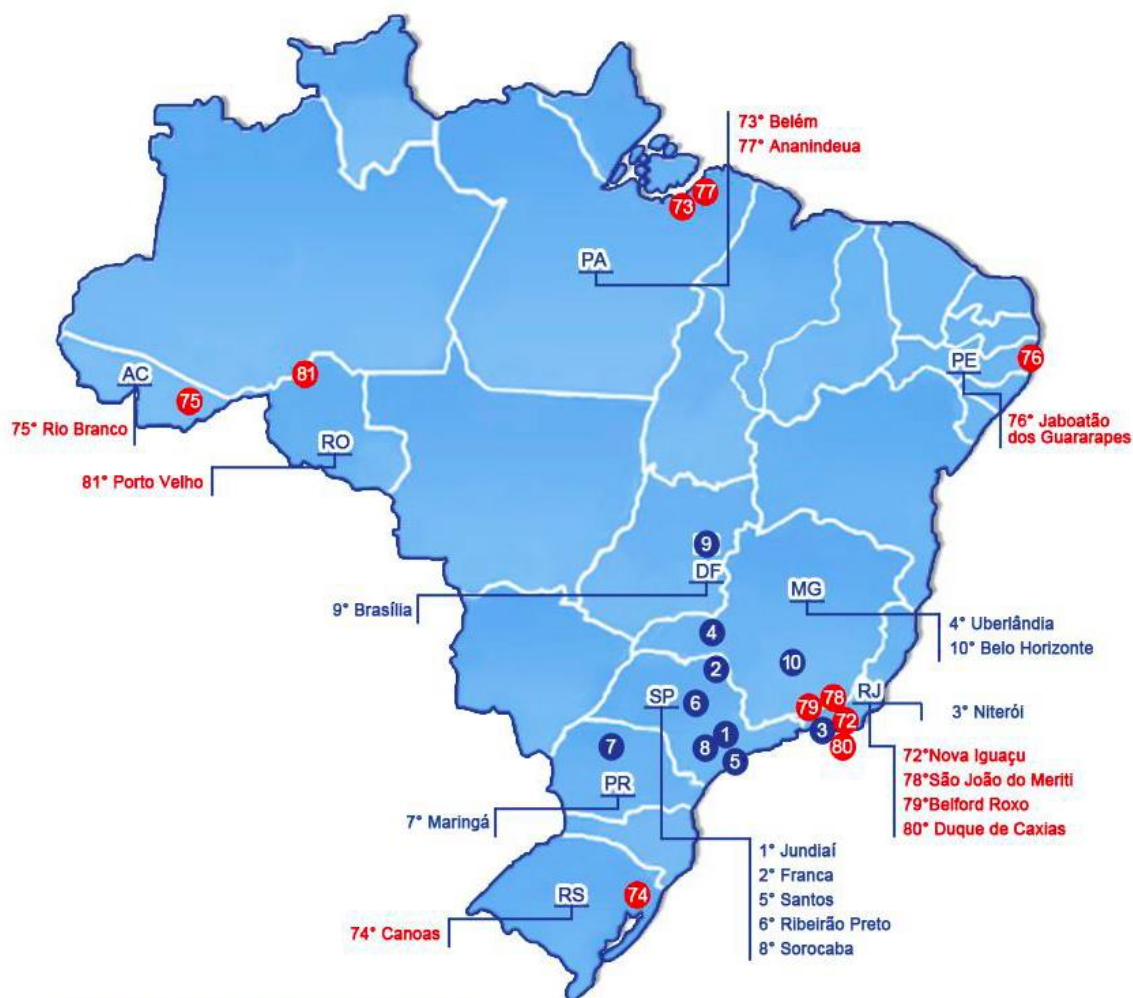 73° Belém
77° Ananindeua
77
73
PA
76
PE
76° Jaboatão
dos Guararapes
AC
81
75
75° Rio Branco
RO
81° Porto Velho
9
DF
9° Brasília
MG
4° Uberlândia
10° Belo Horizonte
4
10
2
SP
6
78
79
RJ
72
3
80
3° Niterói
1
8
5
7
72°Nova Iguaçu
78°São João do Meriti
79°Belford Roxo
80° Duque de Caxias
PR
7° Maringá
1° Jundiaí
2° Franca
5° Santos
6° Ribeirão Preto
8° Sorocaba
74
RS
74° Canoas